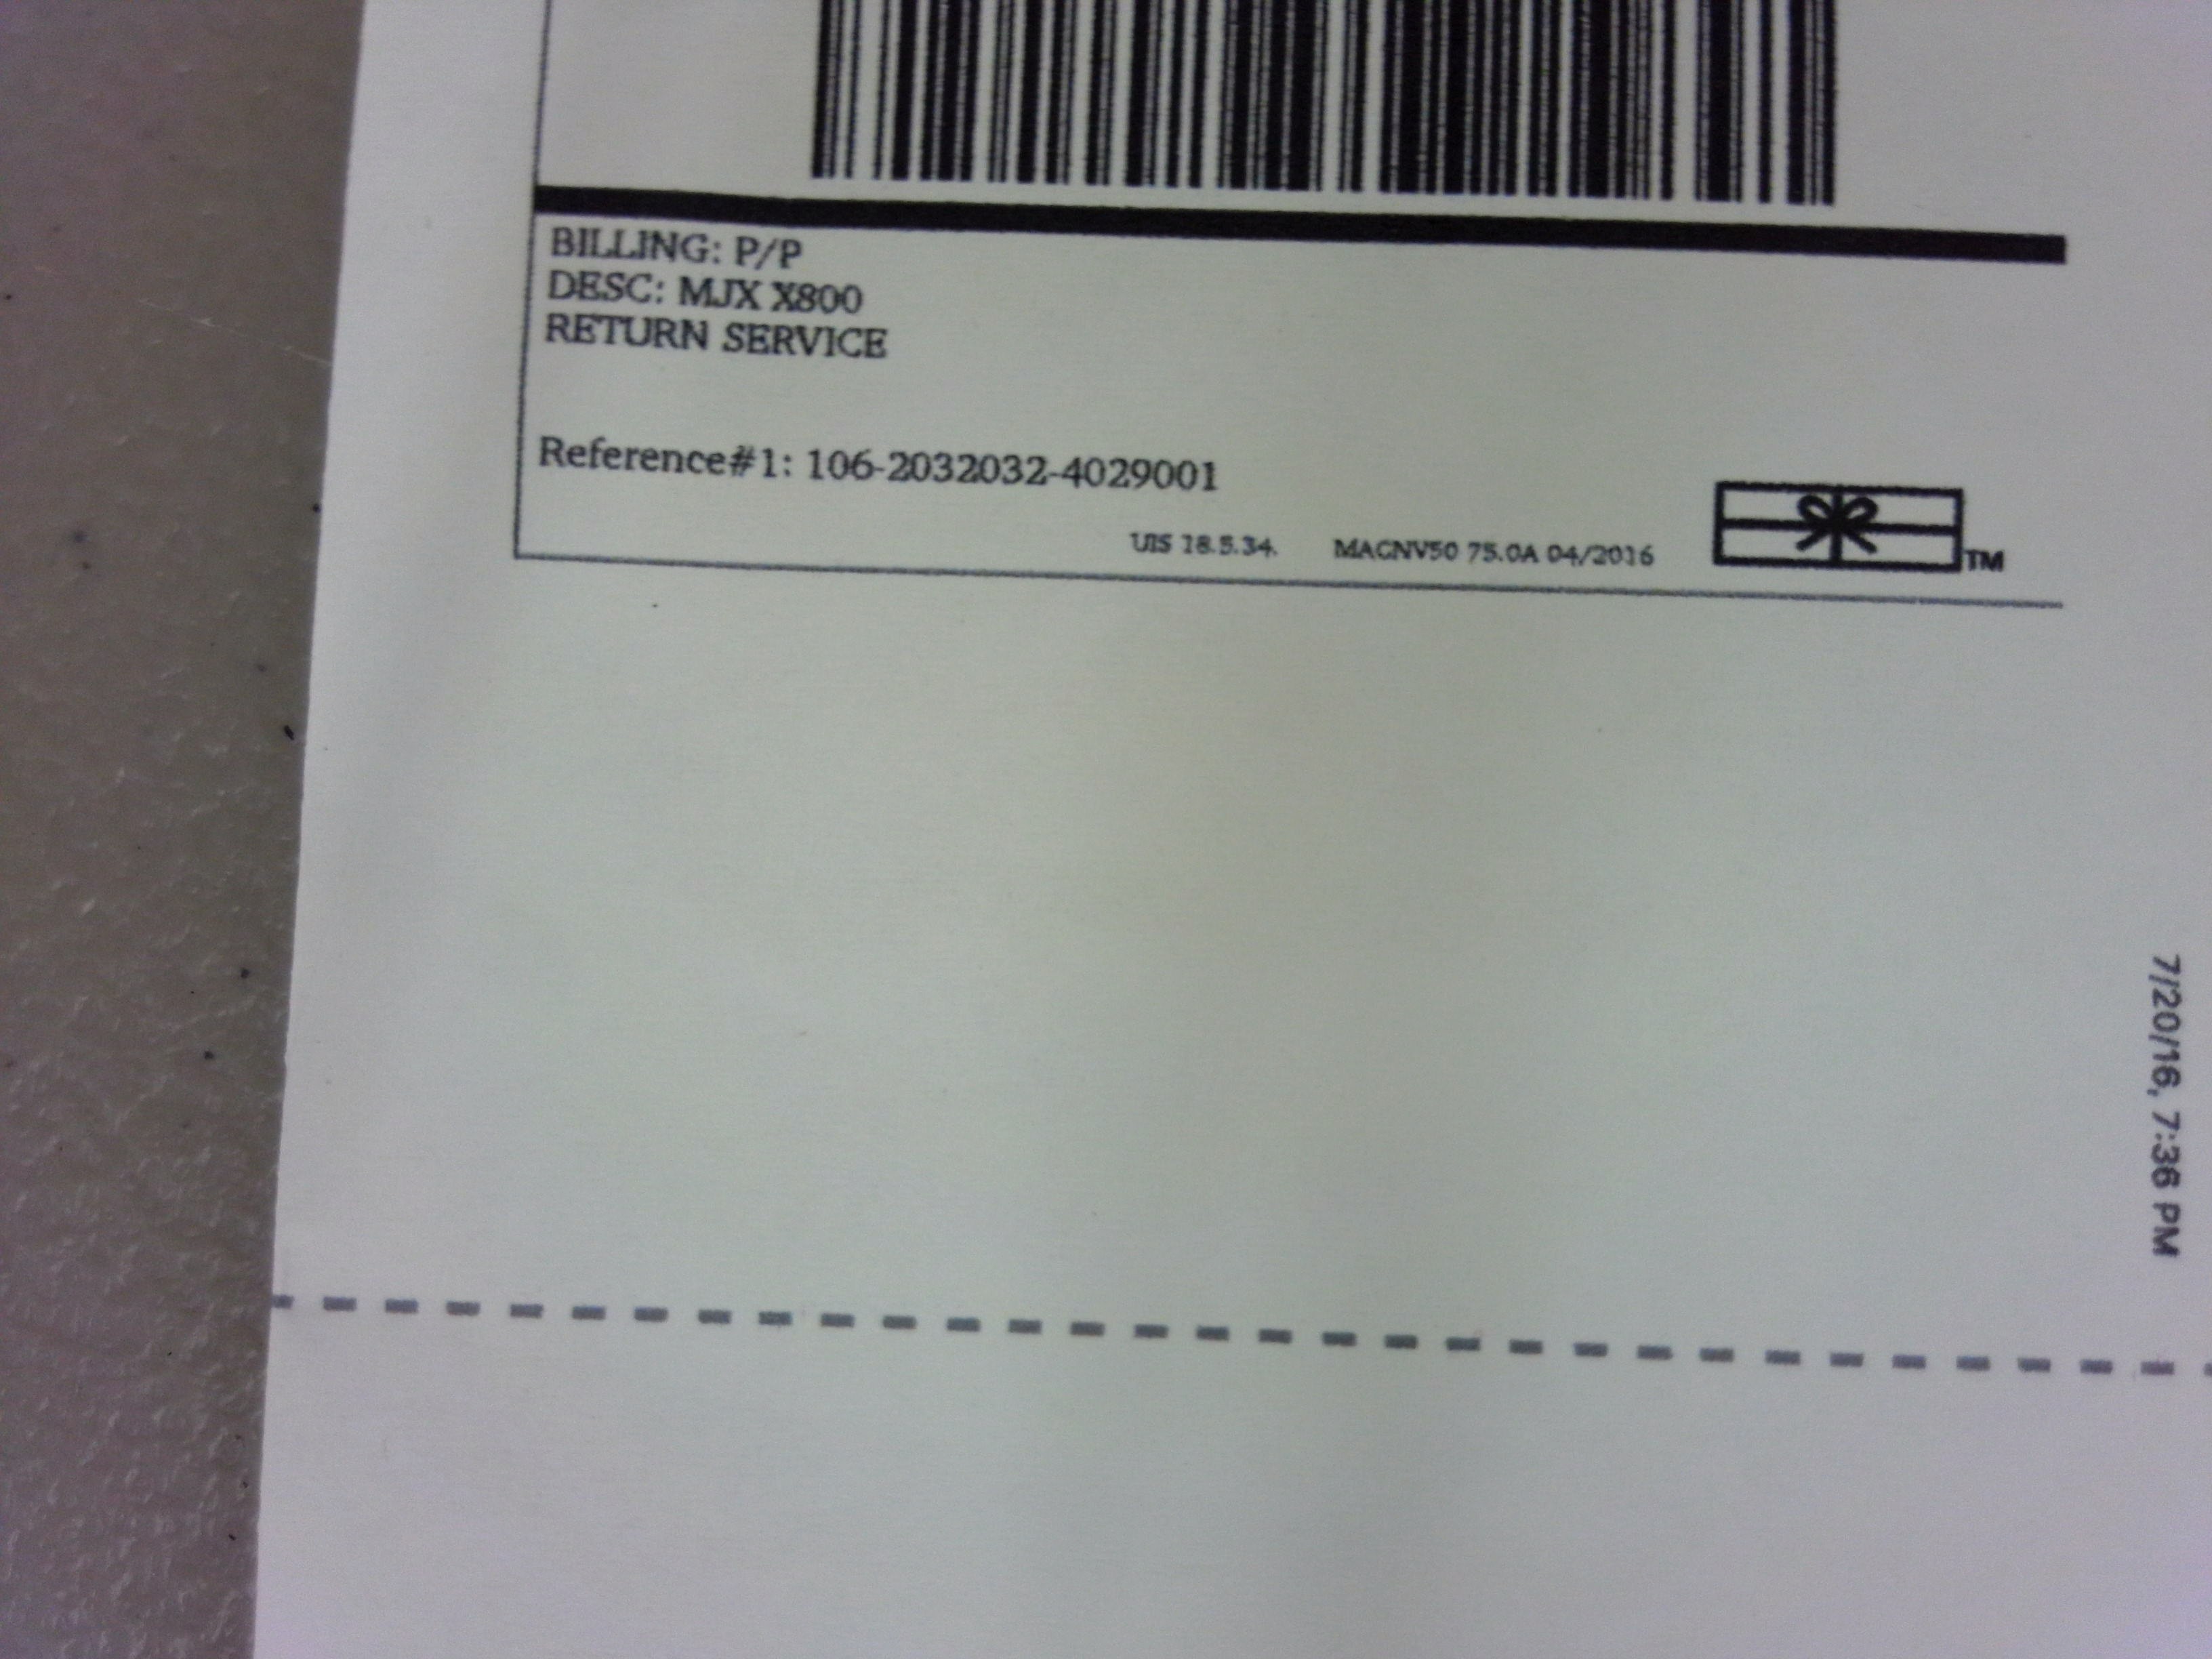 BILLING: P/P
DESC: MJX X800
RETURN SERVICE
Reference#1: 106-2032032-4029001
UIS 18.5.34. MACNV50 75.0A 04/2016
TM
7/20/16, 7:36 PM